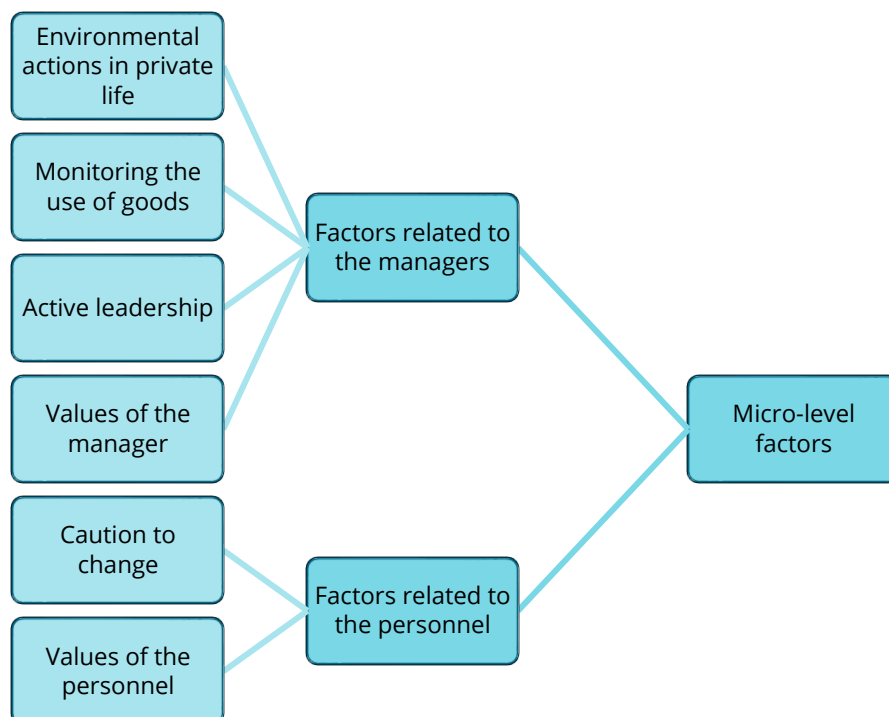 Environmental
actions in private
life
Monitoring the
use of goods
Active leadership
Values of the
manager
Caution to
change
Values of the
personnel
Factors related to
the managers
Factors related to
the personnel
Micro-level
factors